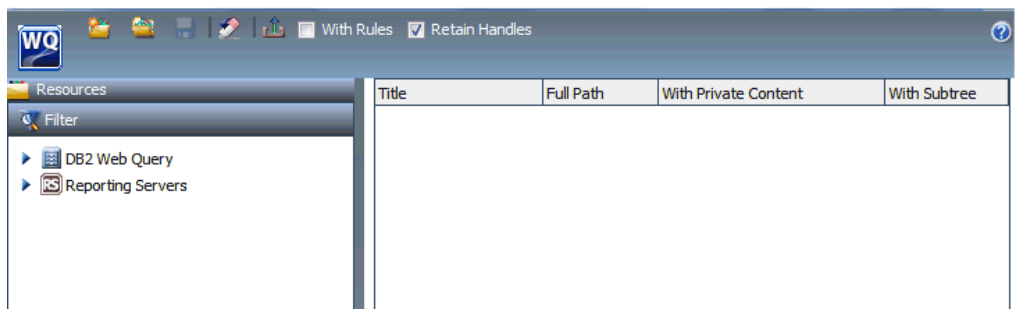 WQ With Rules Retain Handles
Resources
Title Full Path With Private Content With Subtree
Filter
DB2 Web Query
RS Reporting Servers